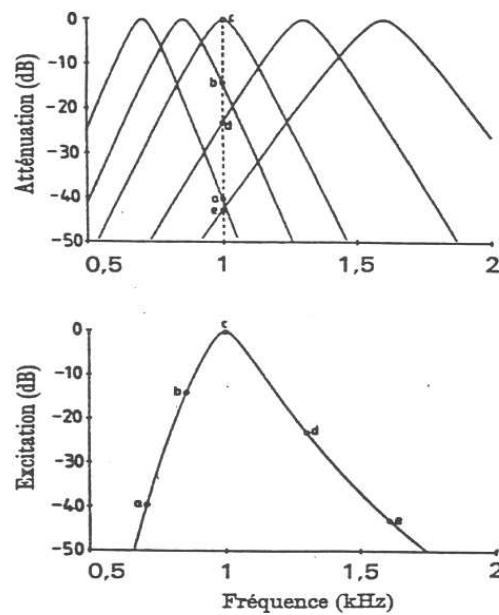 Atténuation (dB)
0
-10
-20
-30
-40
-50
c
b
d
a
e
0,5 1 1,5 2
Excitation (dB)
0
-10
-20
-30
-40
-50
c
b
d
a
e
0,5 1 1,5 2
Fréquence (kHz)